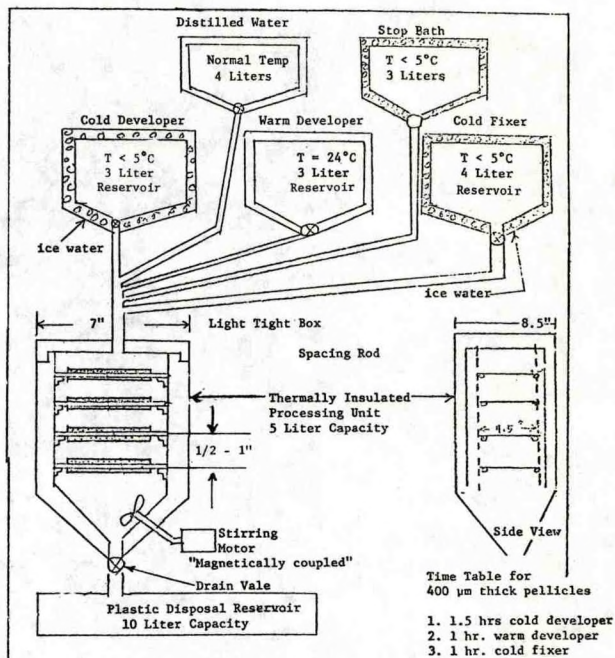 Distilled Water
Normal Temp
4 Liters
Stop Bath
T < 5°C
3 Liters
Cold Developer
T < 5°C
3 Liter
Reservoir
ice water
Warm Developer
T = 24°C
3 Liter
Reservoir
Cold Fixer
T < 5°C
4 Liter
Reservoir
ice water
7"
Light Tight Box
Spacing Rod
8.5"
Thermally Insulated
Processing Unit
5 Liter Capacity
1/2 - 1"
4.5"
Stirring
Motor
"Magnetically coupled"
Side View
Drain Vale
Plastic Disposal Reservoir
10 Liter Capacity
Time Table for
400 µm thick pellicles
1. 1.5 hrs cold developer
2. 1 hr. warm developer
3. 1 hr. cold fixer